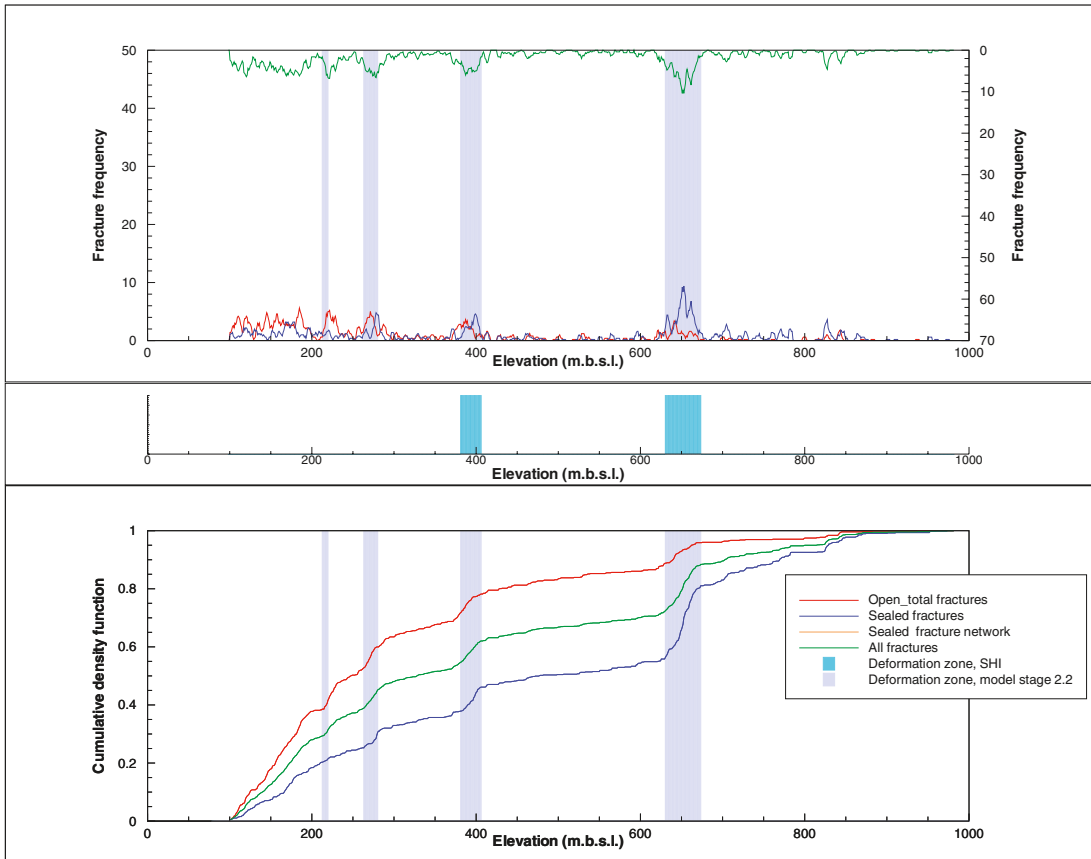 50
40
30
20
10
0
Fracture frequency
0
10
20
30
40
50
60
70
Fracture frequency
0 200 400 600 800 1000
Elevation (m.b.s.l.)
0 200 400 600 800 1000
Elevation (m.b.s.l.)
1
0.8
0.6
0.4
0.2
0
Cumulative density function
Open_total fractures
Sealed fractures
Sealed fracture network
All fractures
Deformation zone, SHI
Deformation zone, model stage 2.2
0 200 400 600 800 1000
Elevation (m.b.s.l.)